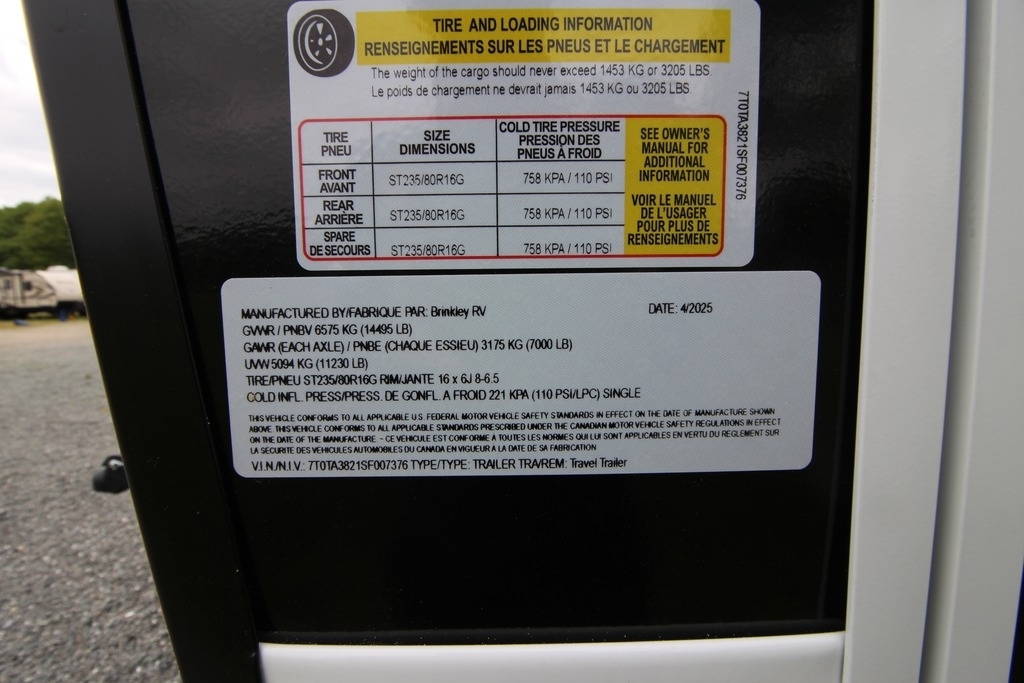 TIRE AND LOADING INFORMATION
RENSEIGNEMENTS SUR LES PNEUS ET LE CHARGEMENT
The weight of the cargo should never exceed 1453 KG or 3205 LBS.
Le poids de chargement ne devrait jamais 1453 KG ou 3205 LBS.
TIRE
PNEU
SIZE
DIMENSIONS
COLD TIRE PRESSURE
PRESSION DES
PNEUS À FROID
FRONT
AVANT
ST235/80R16G
758 KPA / 110 PSI
REAR
ARRIÈRE
ST235/80R16G
758 KPA / 110 PSI
SPARE
DE SECOURS
ST235/80R16G
758 KPA / 110 PSI
SEE OWNER'S
MANUAL FOR
ADDITIONAL
INFORMATION
VOIR LE MANUEL
DE L'USAGER
POUR PLUS DE
RENSEIGNEMENTS
7T0TA3821SF007376
MANUFACTURED BY/FABRIQUE PAR: Brinkley RV DATE: 4/2025
GVWR / PNBV 6575 KG (14495 LB)
GAWR (EACH AXLE) / PNBE (CHAQUE ESSIEU) 3175 KG (7000 LB)
UVW 5094 KG (11230 LB)
TIRE/PNEU ST235/80R16G RIM/JANTE 16 x 6J 8-6.5
COLD INFL. PRESS/PRESS. DE GONFL. A FROID 221 KPA (110 PSI/LPC) SINGLE
THIS VEHICLE CONFORMS TO ALL APPLICABLE U.S. FEDERAL MOTOR VEHICLE SAFETY STANDARDS IN EFFECT ON THE DATE OF MANUFACTURE SHOWN
ABOVE. THIS VEHICLE CONFORMS TO ALL APPLICABLE STANDARDS PRESCRIBED UNDER THE CANADIAN MOTOR VEHICLE SAFETY REGULATIONS IN EFFECT
ON THE DATE OF THE MANUFACTURE. - CE VEHICULE EST CONFORME A TOUTES LES NORMES QUI LUI SONT APPLICABLES EN VERTU DU REGLEMENT SUR
LA SECURITE DES VEHICULES AUTOMOBILES DU CANADA EN VIGUEUR A LA DATE DE SA FABRICATION
V.I.N./N.I.V.: 7T0TA3821SF007376 TYPE/TYPE: TRAILER TRA/REM: Travel Trailer